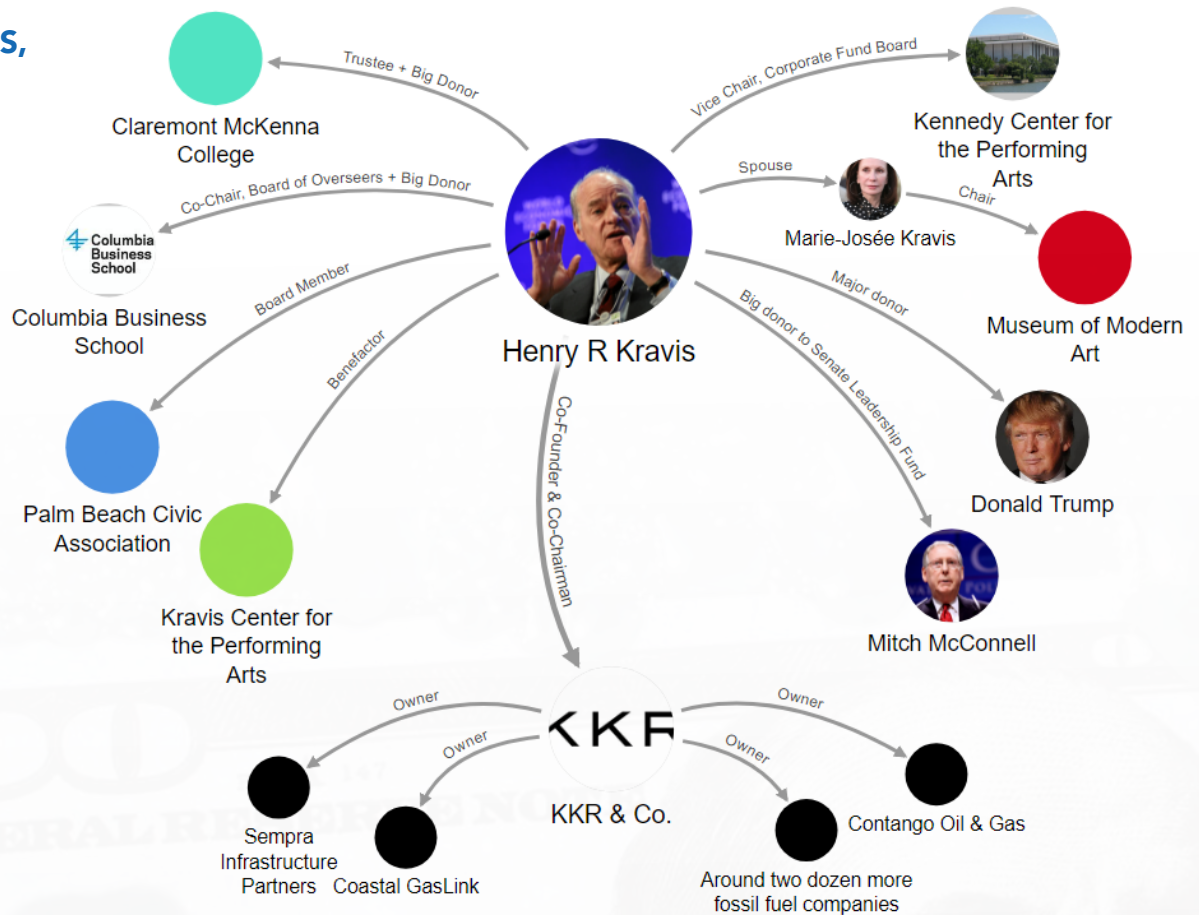 s,
Trustee + Big Donor
Claremont McKenna
College
Vice Chair, Corporate Fund Board
Kennedy Center for
the Performing
Arts
Co-Chair, Board of Overseers + Big Donor
Columbia
Business
School
Columbia Business
School
Spouse
Marie-Josée Kravis
Chair
Museum of Modern
Art
Henry R Kravis
Board Member
Palm Beach Civic
Association
Benefactor
Kravis Center for
the Performing
Arts
Major donor
Donald Trump
Big donor to Senate Leadership Fund
Mitch McConnell
Co-Founder & Co-Chairman
KKR
KKR & Co.
Owner
Sempra
Infrastructure
Partners
Owner
Coastal GasLink
Owner
Around two dozen more
fossil fuel companies
Owner
Contango Oil & Gas